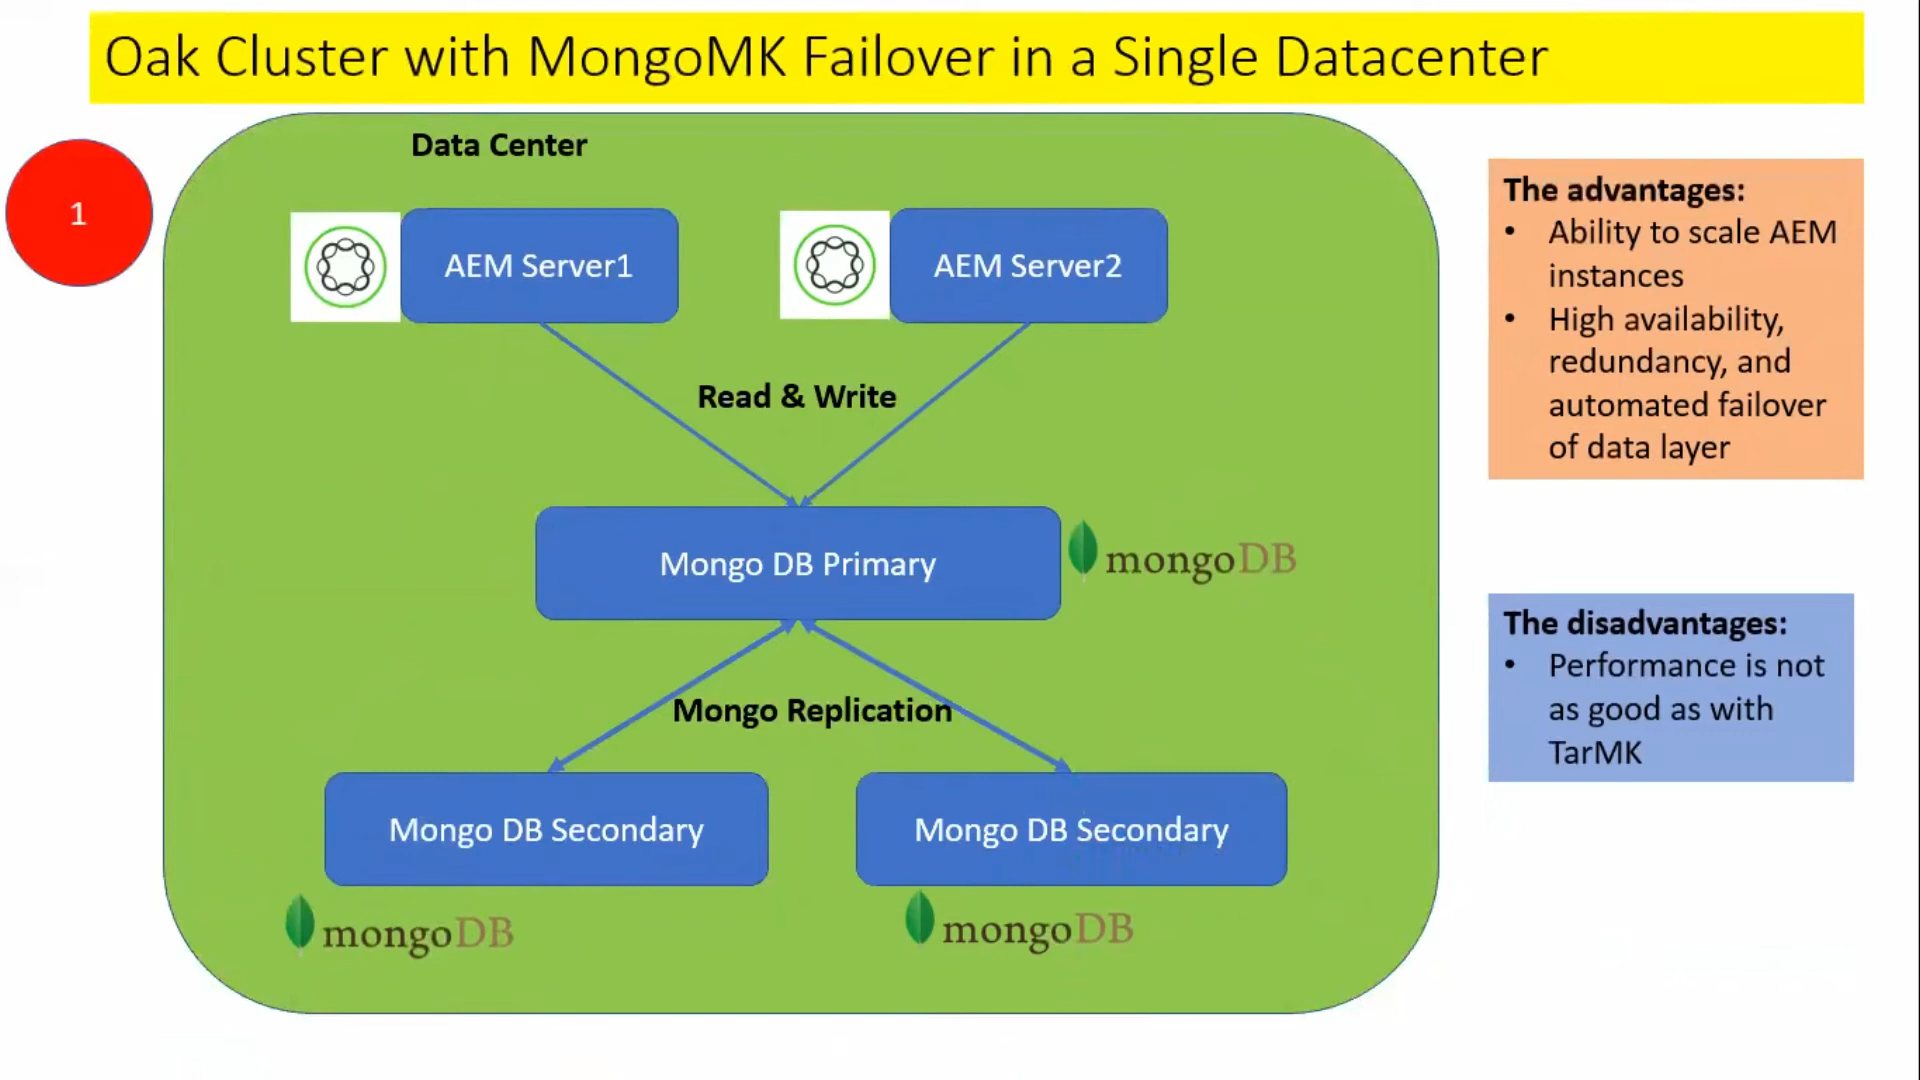 Oak Cluster with MongoMK Failover in a Single Datacenter
1
Data Center
AEM Server1
AEM Server2
Read & Write
Mongo DB Primary
mongoDB
Mongo Replication
Mongo DB Secondary
Mongo DB Secondary
mongoDB
mongoDB
The advantages:
• Ability to scale AEM
instances
• High availability,
redundancy, and
automated failover
of data layer
The disadvantages:
• Performance is not
as good as with
TarMK